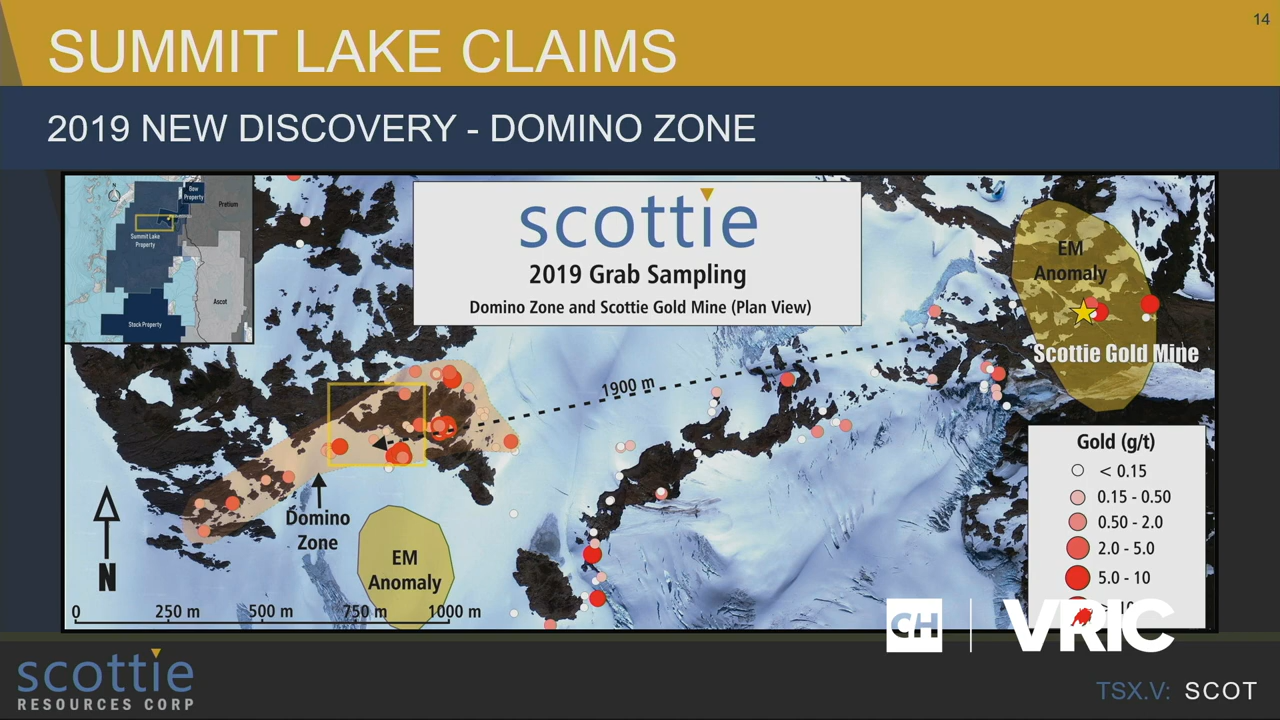 14
SUMMIT LAKE CLAIMS
2019 NEW DISCOVERY - DOMINO ZONE
N
Bow
Property
Pretium
Summit Lake
Property
Ascot
Stock Property
scottie
2019 Grab Sampling
Domino Zone and Scottie Gold Mine (Plan View)
EM
Anomaly
Scottie Gold Mine
1900 m
Domino
Zone
EM
Anomaly
N
0 250 m 500 m 750 m 1000 m
Gold (g/t)
< 0.15
0.15 - 0.50
0.50 - 2.0
2.0 - 5.0
5.0 - 10
CH
VRIC
scottie
RESOURCES CORP
TSX.V: SCOT